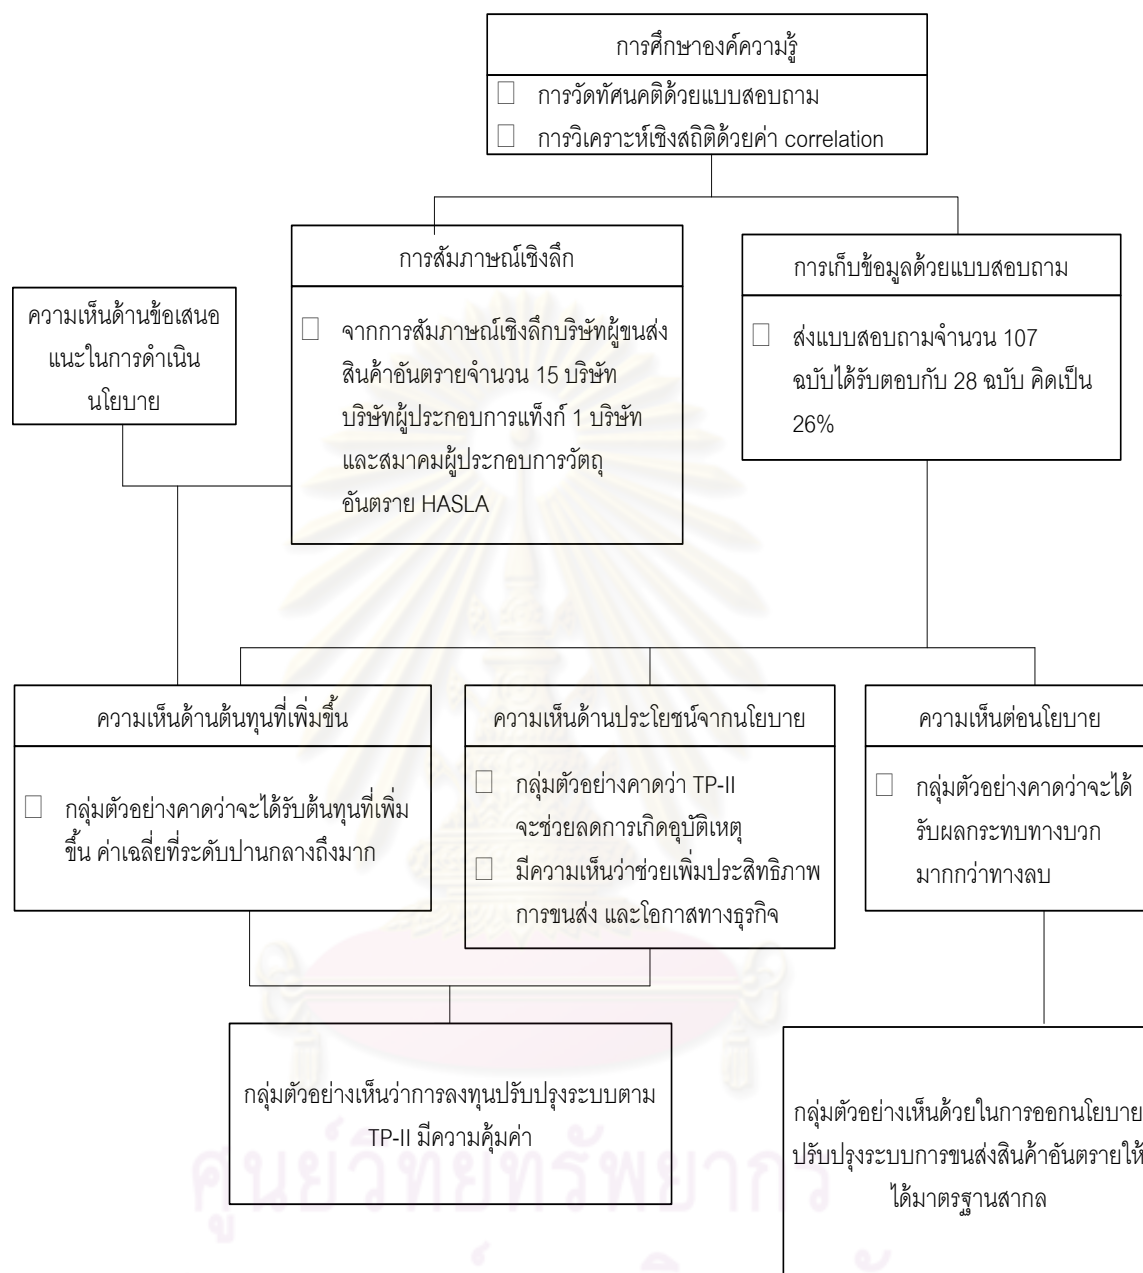 การศึกษาองค์ความรู้
การวัดทัศนคติด้วยแบบสอบถาม
การวิเคราะห์เชิงสถิติด้วยค่า correlation
การสัมภาษณ์เชิงลึก
จากการสัมภาษณ์เชิงลึกบริษัทผู้ขนส่ง
สินค้าอันตรายจำนวน 15 บริษัท
บริษัทผู้ประกอบการแท็งก์ 1 บริษัท
และสมาคมผู้ประกอบการวัตถุ
อันตราย HASLA
การเก็บข้อมูลด้วยแบบสอบถาม
ส่งแบบสอบถามจำนวน 107
ฉบับได้รับตอบกับ 28 ฉบับ คิดเป็น
26%
ความเห็นด้านข้อเสนอ
แนะในการดำเนิน
นโยบาย
ความเห็นด้านต้นทุนที่เพิ่มขึ้น
กลุ่มตัวอย่างคาดว่าจะได้รับต้นทุนที่เพิ่ม
ขึ้น ค่าเฉลี่ยที่ระดับปานกลางถึงมาก
ความเห็นด้านประโยชน์จากนโยบาย
กลุ่มตัวอย่างคาดว่า TP-II
จะช่วยลดการเกิดอุบัติเหตุ
มีความเห็นว่าช่วยเพิ่มประสิทธิภาพ
การขนส่ง และโอกาสทางธุรกิจ
ความเห็นต่อนโยบาย
กลุ่มตัวอย่างคาดว่าจะได้
รับผลกระทบทางบวก
มากกว่าทางลบ
กลุ่มตัวอย่างเห็นว่าการลงทุนปรับปรุงระบบตาม
TP-II มีความคุ้มค่า
กลุ่มตัวอย่างเห็นด้วยในการออกนโยบาย
ปรับปรุงระบบการขนส่งสินค้าอันตรายให้
ได้มาตรฐานสากล
ศูนย์วิทยทรัพยากร